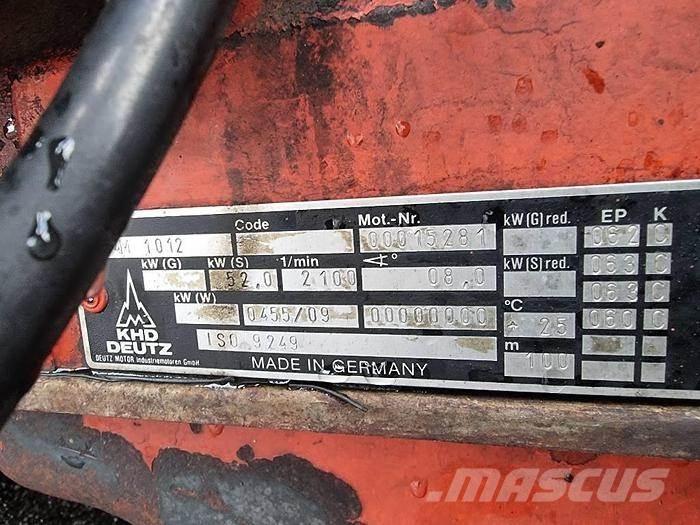 Code Mot.-Nr. kW (G) red. EP K
1012 00015281 062 C
kW (G) kW (S) 1/min ∢° kW (S) red. 063 C
52,0 2100 08,0 063 C
kW (W) 0455/09 00000000 °C 25 060 C
KHD
DEUTZ
DEUTZ MOTOR Industriemotoren GmbH
ISO 9249 m 100
MADE IN GERMANY
MASCUS